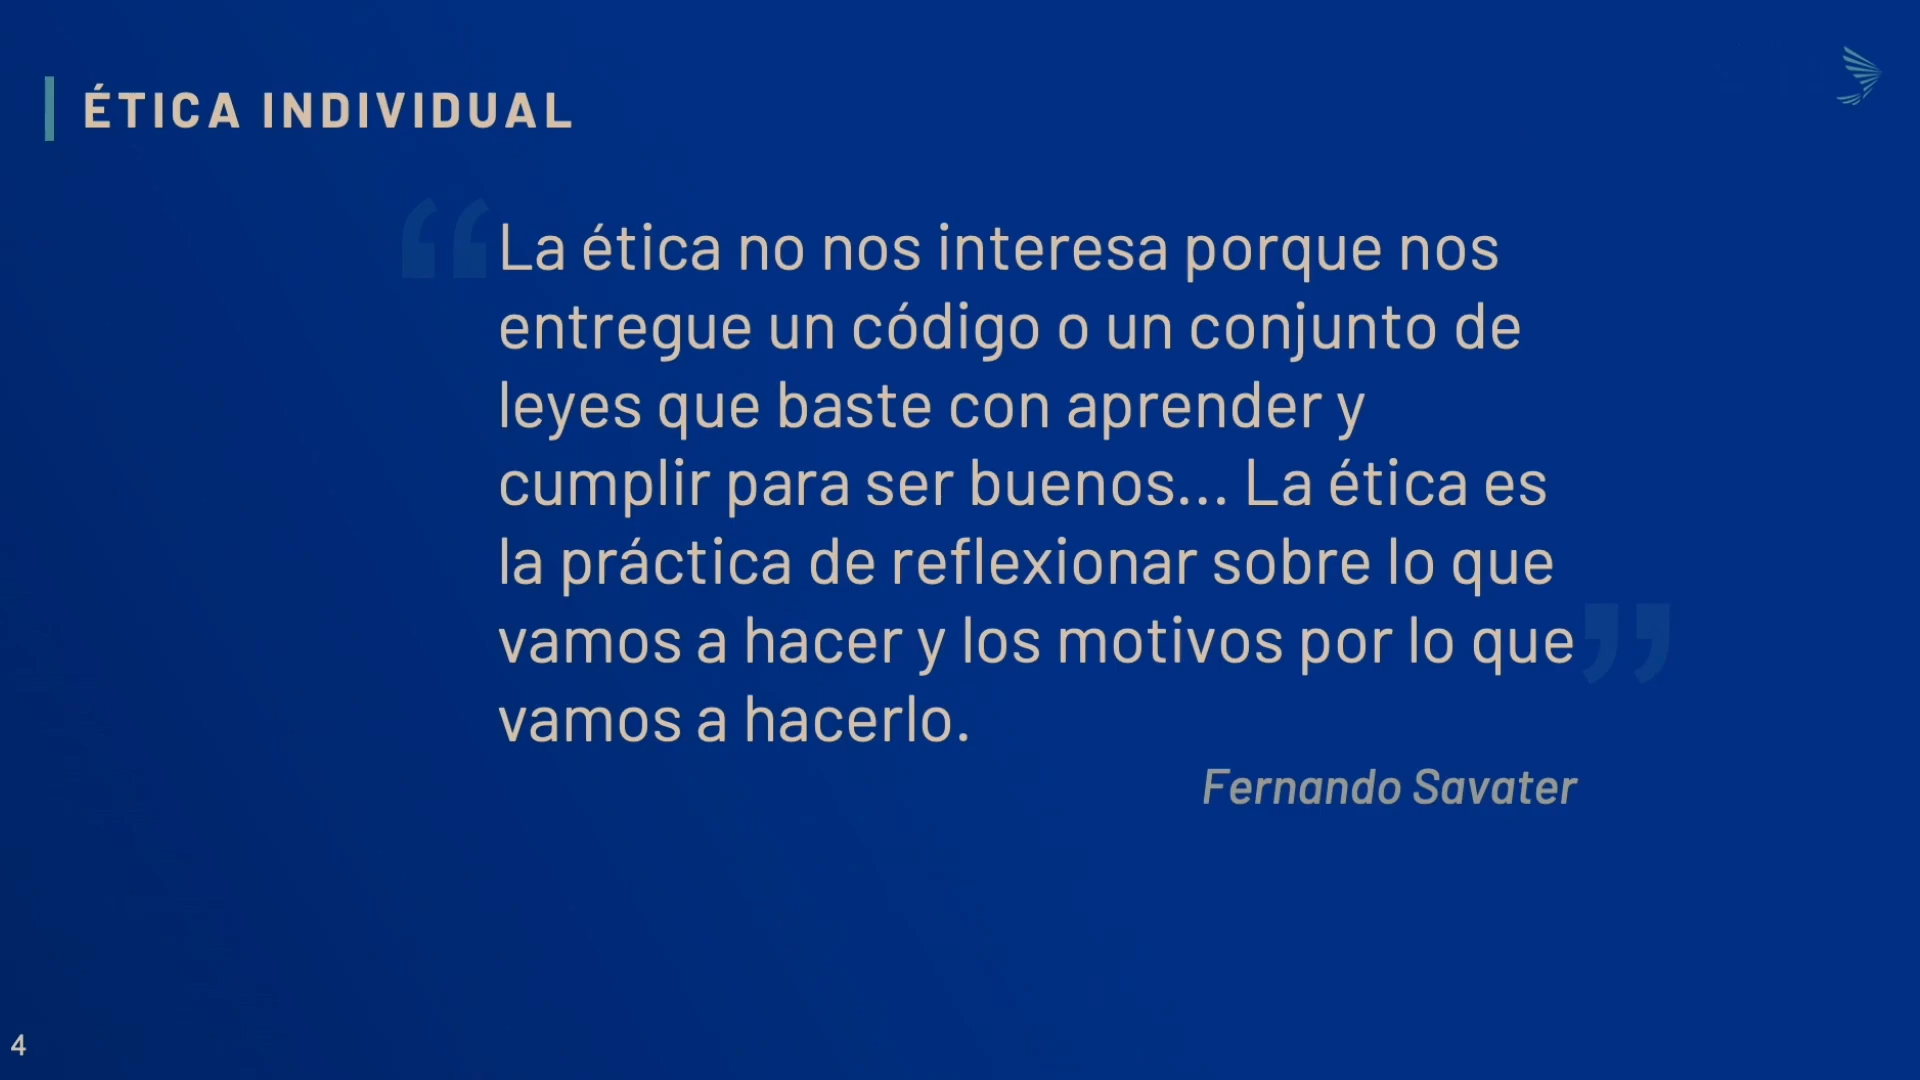 ÉTICA INDIVIDUAL
“La ética no nos interesa porque nos
entregue un código o un conjunto de
leyes que baste con aprender y
cumplir para ser buenos... La ética es
la práctica de reflexionar sobre lo que
vamos a hacer y los motivos por lo que”
vamos a hacerlo.
Fernando Savater
4